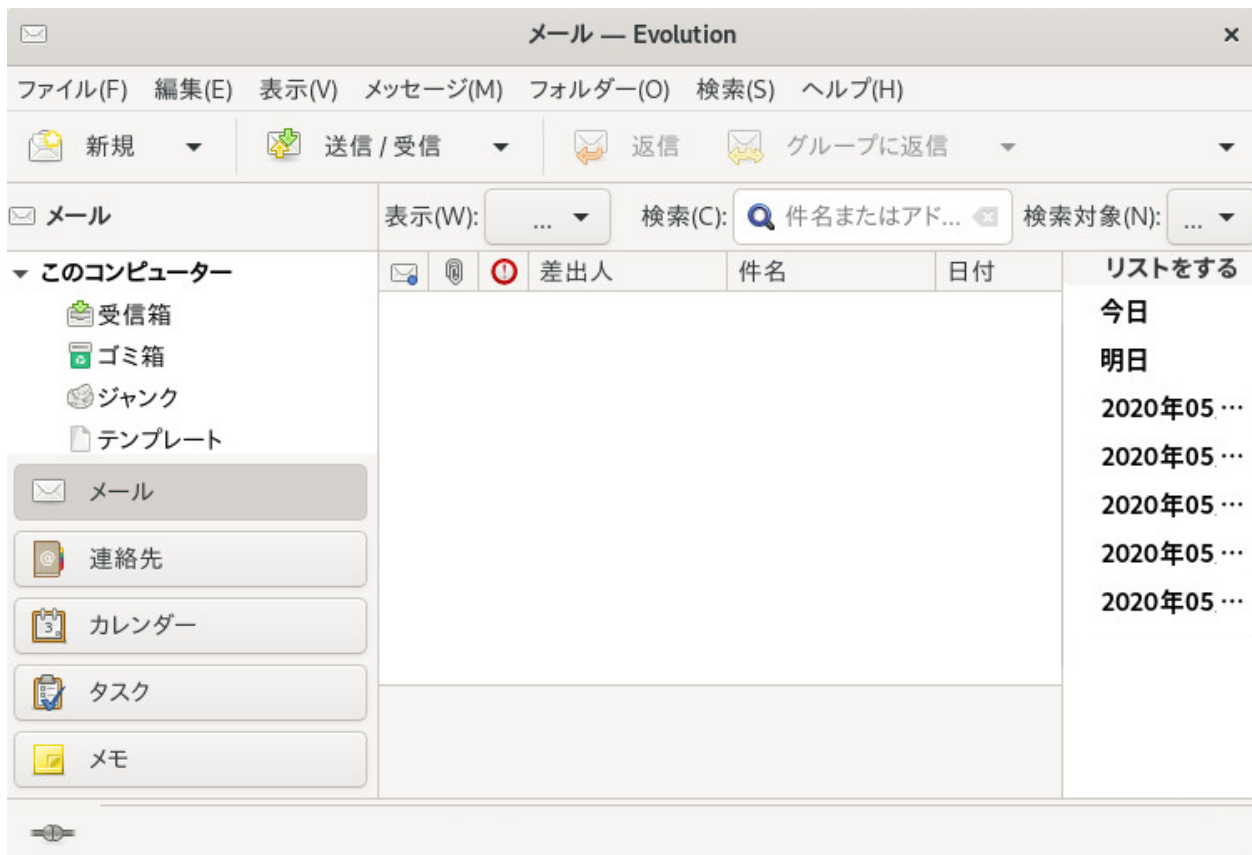 メール — Evolution
ファイル(F) 編集(E) 表示(V) メッセージ(M) フォルダー(O) 検索(S) ヘルプ(H)
新規 送信 / 受信 返信 グループに返信
メール 表示(W): ... 検索(C): 件名またはアド... 検索対象(N): ...
このコンピューター
受信箱
ゴミ箱
ジャンク
テンプレート
メール
連絡先
カレンダー
タスク
メモ
差出人 件名 日付
リストをする
今日
明日
2020年05…
2020年05…
2020年05…
2020年05…
2020年05…